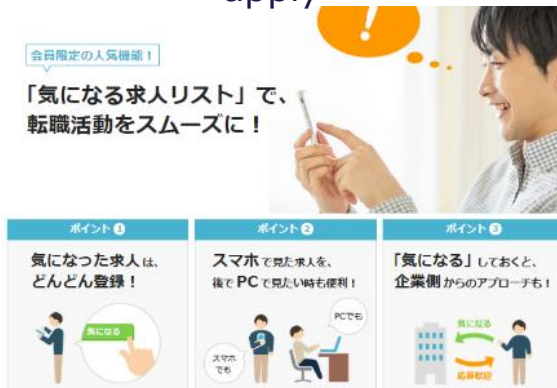 apply
!
会員限定の人気機能！
「気になる求人リスト」で、
転職活動をスムーズに！
ポイント 1
気になった求人は、
どんどん登録！
気になる
ポイント 2
スマホで見た求人を、
後でPCで見たい時も便利！
スマホ
でも
PCでも
ポイント 3
「気になる」しておくと、
企業側からのアプローチも！
気になる
応募歓迎